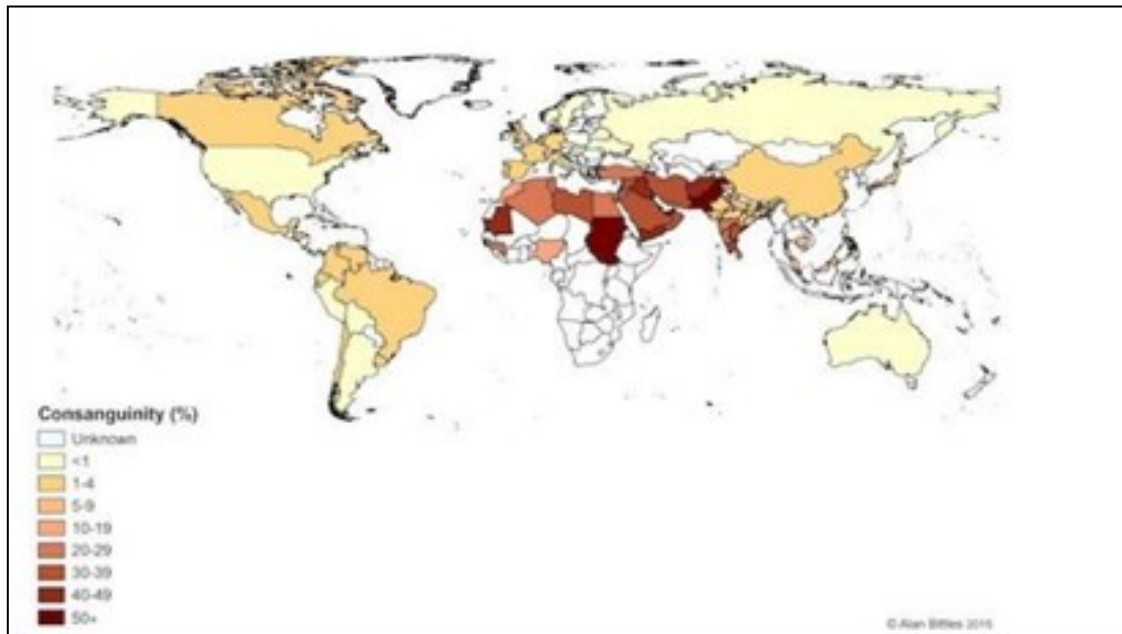 Consanguinity (%)
Unknown
<1
1-4
5-9
10-19
20-29
30-39
40-49
50+
© Alan Bittles 2015